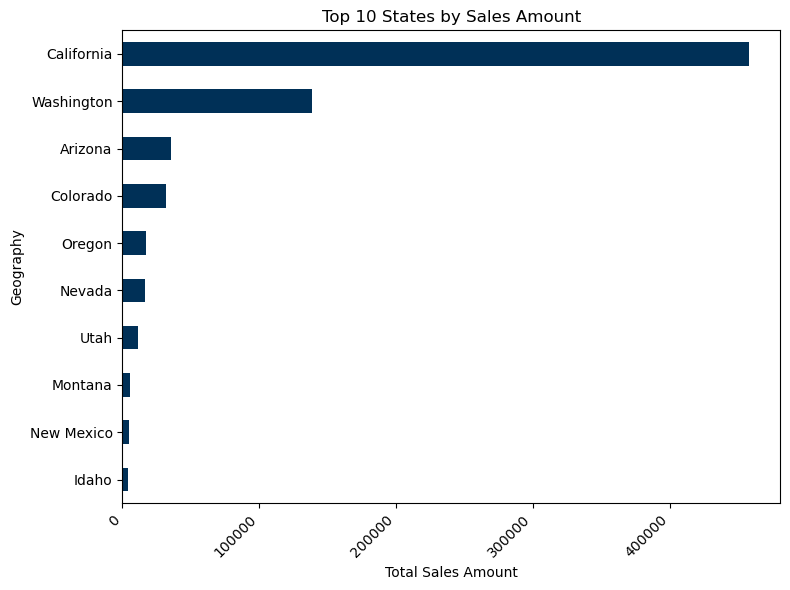 Top 10 States by Sales Amount
Geography
California
Washington
Arizona
Colorado
Oregon
Nevada
Utah
Montana
New Mexico
Idaho
0
100000
200000
300000
400000
Total Sales Amount